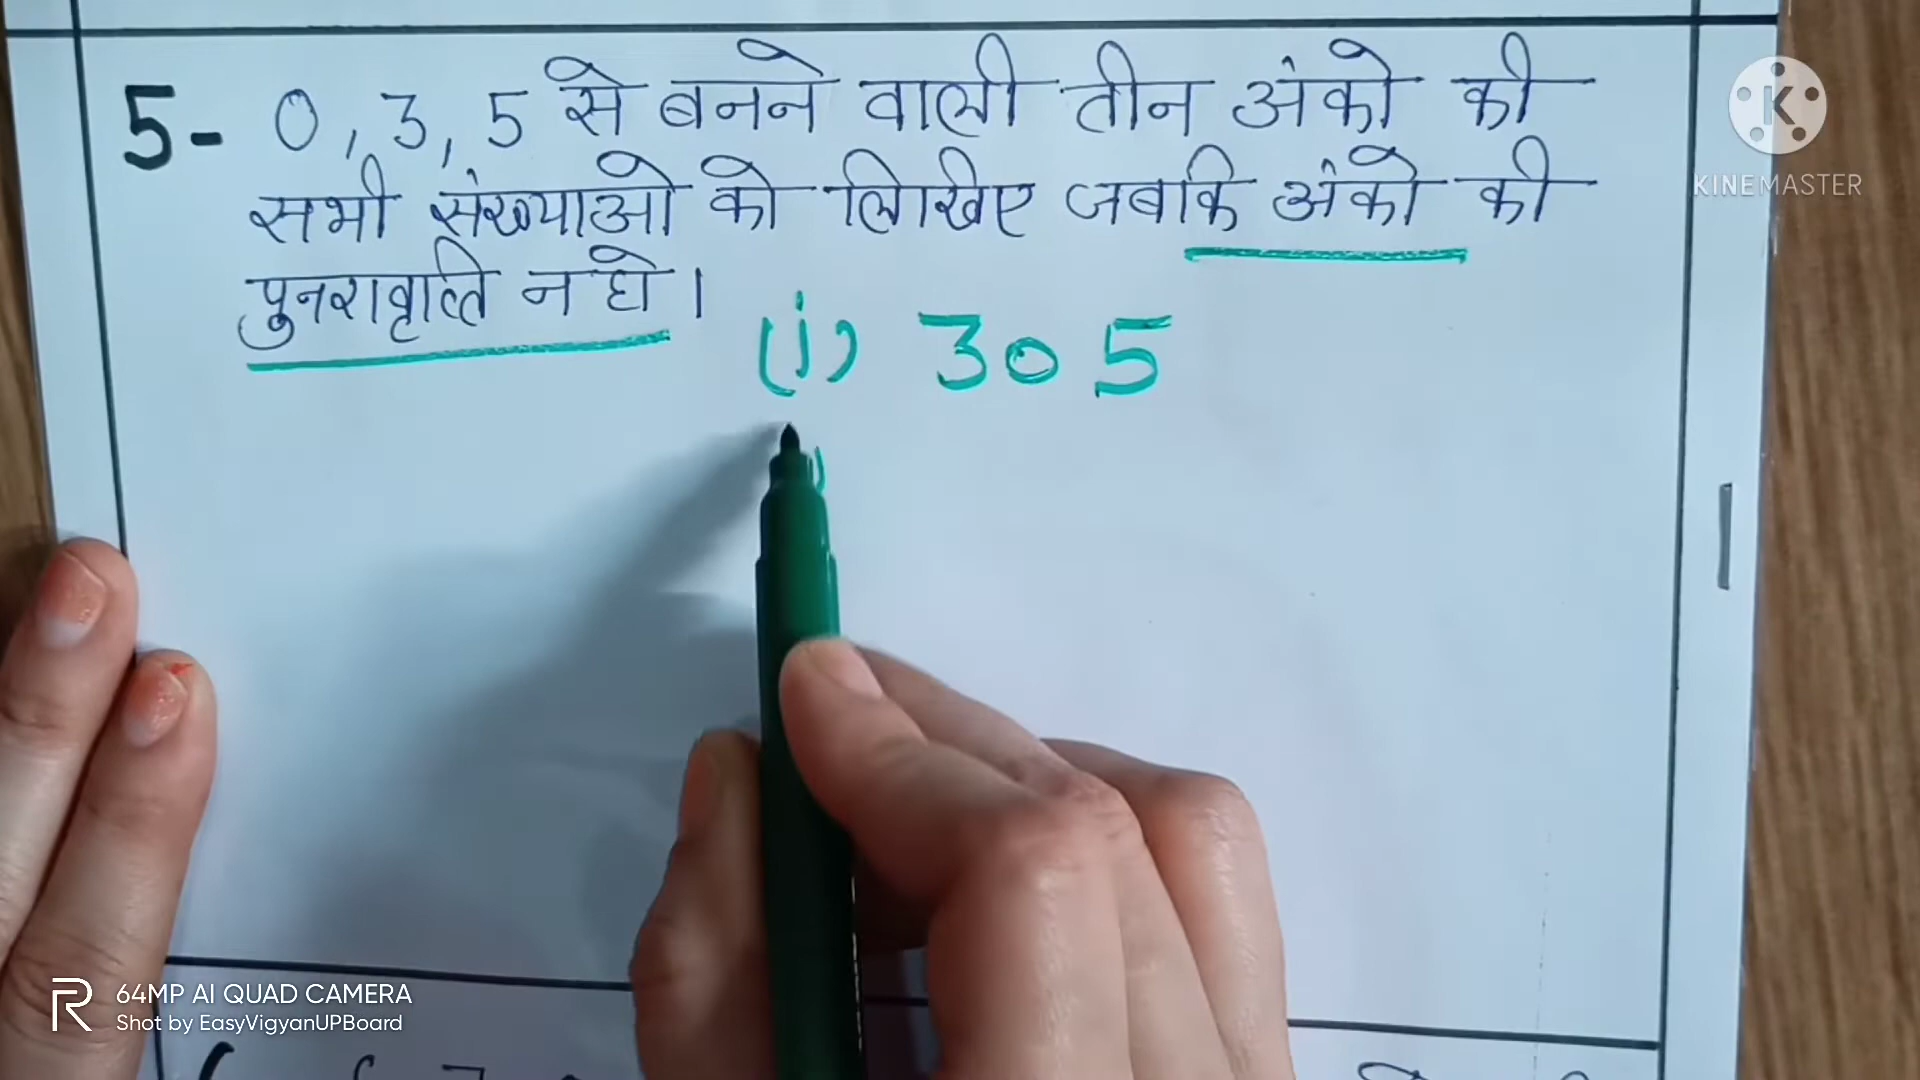 5- 0, 3, 5 से बनने वाली तीन अंको की
सभी संख्याओ को लिखिए जबकि अंको की
पुनरावृत्ति न हो।
(i) 305
K
KINEMASTER
R
64MP AI QUAD CAMERA
Shot by EasyVigyanUPBoard